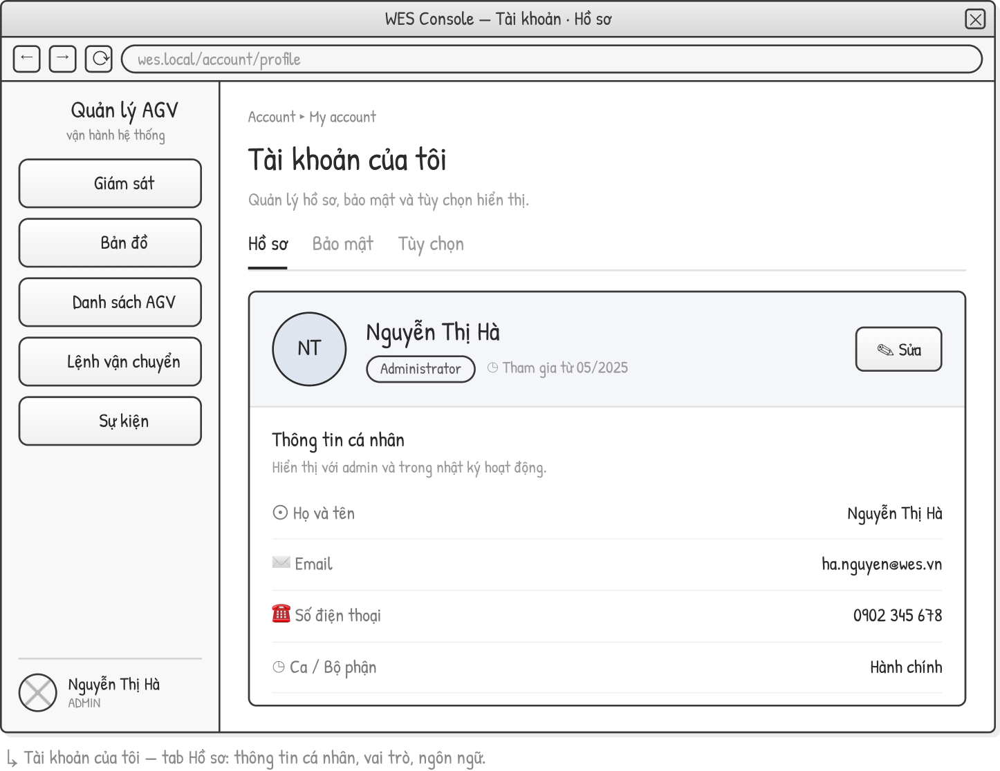 WES Console — Tài khoản · Hồ sơ
wes.local/account/profile
Quản lý AGV
vận hành hệ thống
Giám sát
Bản đồ
Danh sách AGV
Lệnh vận chuyển
Sự kiện
Nguyễn Thị Hà
ADMIN
Account ▸ My account
Tài khoản của tôi
Quản lý hồ sơ, bảo mật và tùy chọn hiển thị.
Hồ sơ Bảo mật Tùy chọn
NT
Nguyễn Thị Hà
Administrator
Tham gia từ 05/2025
Sửa
Thông tin cá nhân
Hiển thị với admin và trong nhật ký hoạt động.
Họ và tên Nguyễn Thị Hà
Email ha.nguyen@wes.vn
Số điện thoại 0902 345 678
Ca / Bộ phận Hành chính
↳ Tài khoản của tôi — tab Hồ sơ: thông tin cá nhân, vai trò, ngôn ngữ.